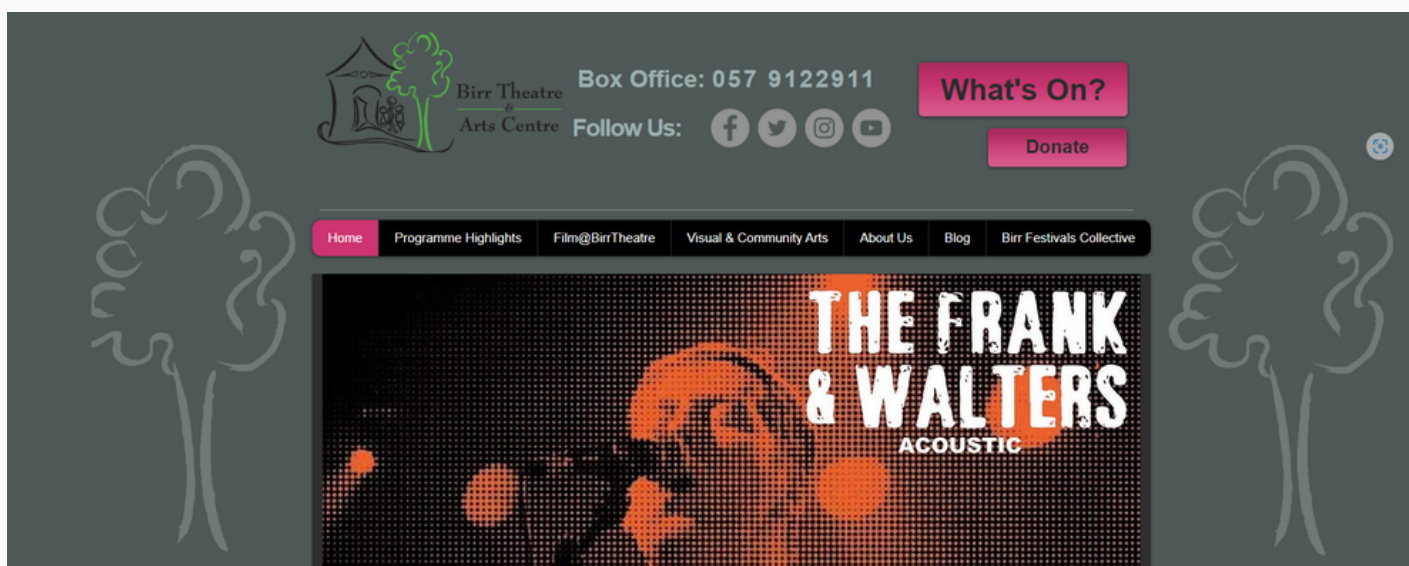 Birr Theatre
&
Arts Centre
Box Office: 057 9122911
Follow Us:
What's On?
Donate
Home Programme Highlights Film@BirrTheatre Visual & Community Arts About Us Blog Birr Festivals Collective
THE FRANK
& WALTERS
ACOUSTIC